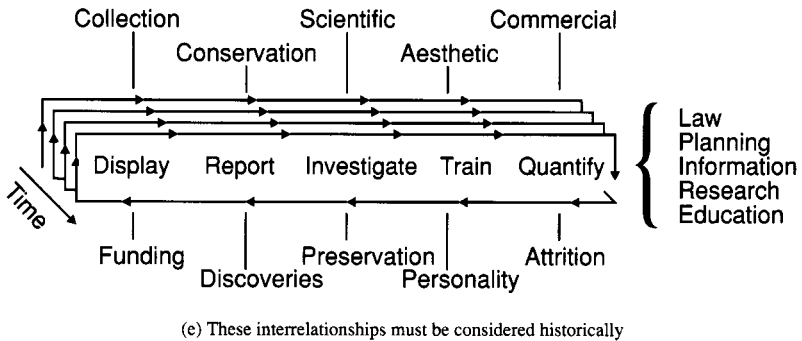 Collection Scientific Commercial
Conservation Aesthetic
Display Report Investigate Train Quantify
Time
Funding Preservation Attrition
Discoveries Personality
Law
Planning
Information
Research
Education
(e) These interrelationships must be considered historically